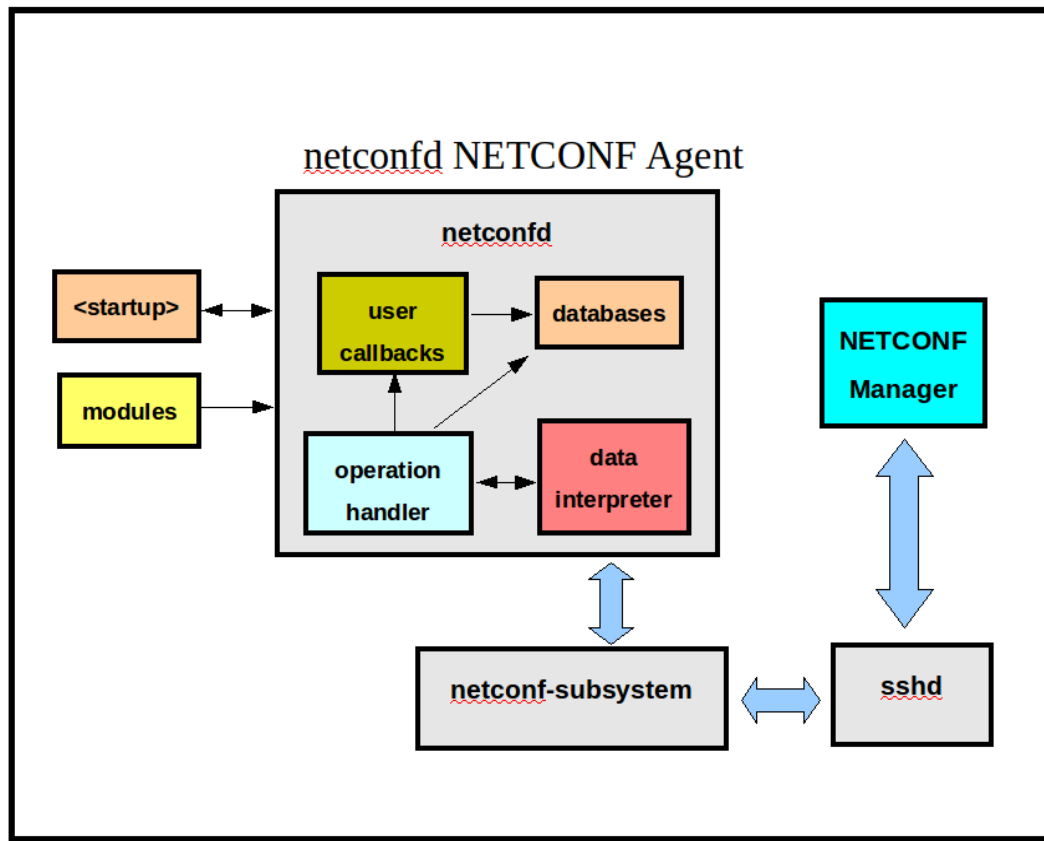 netconfd NETCONF Agent
netconfd
<startup>
user
callbacks
databases
modules
NETCONF
Manager
operation
handler
data
interpreter
netconf-subsystem
sshd